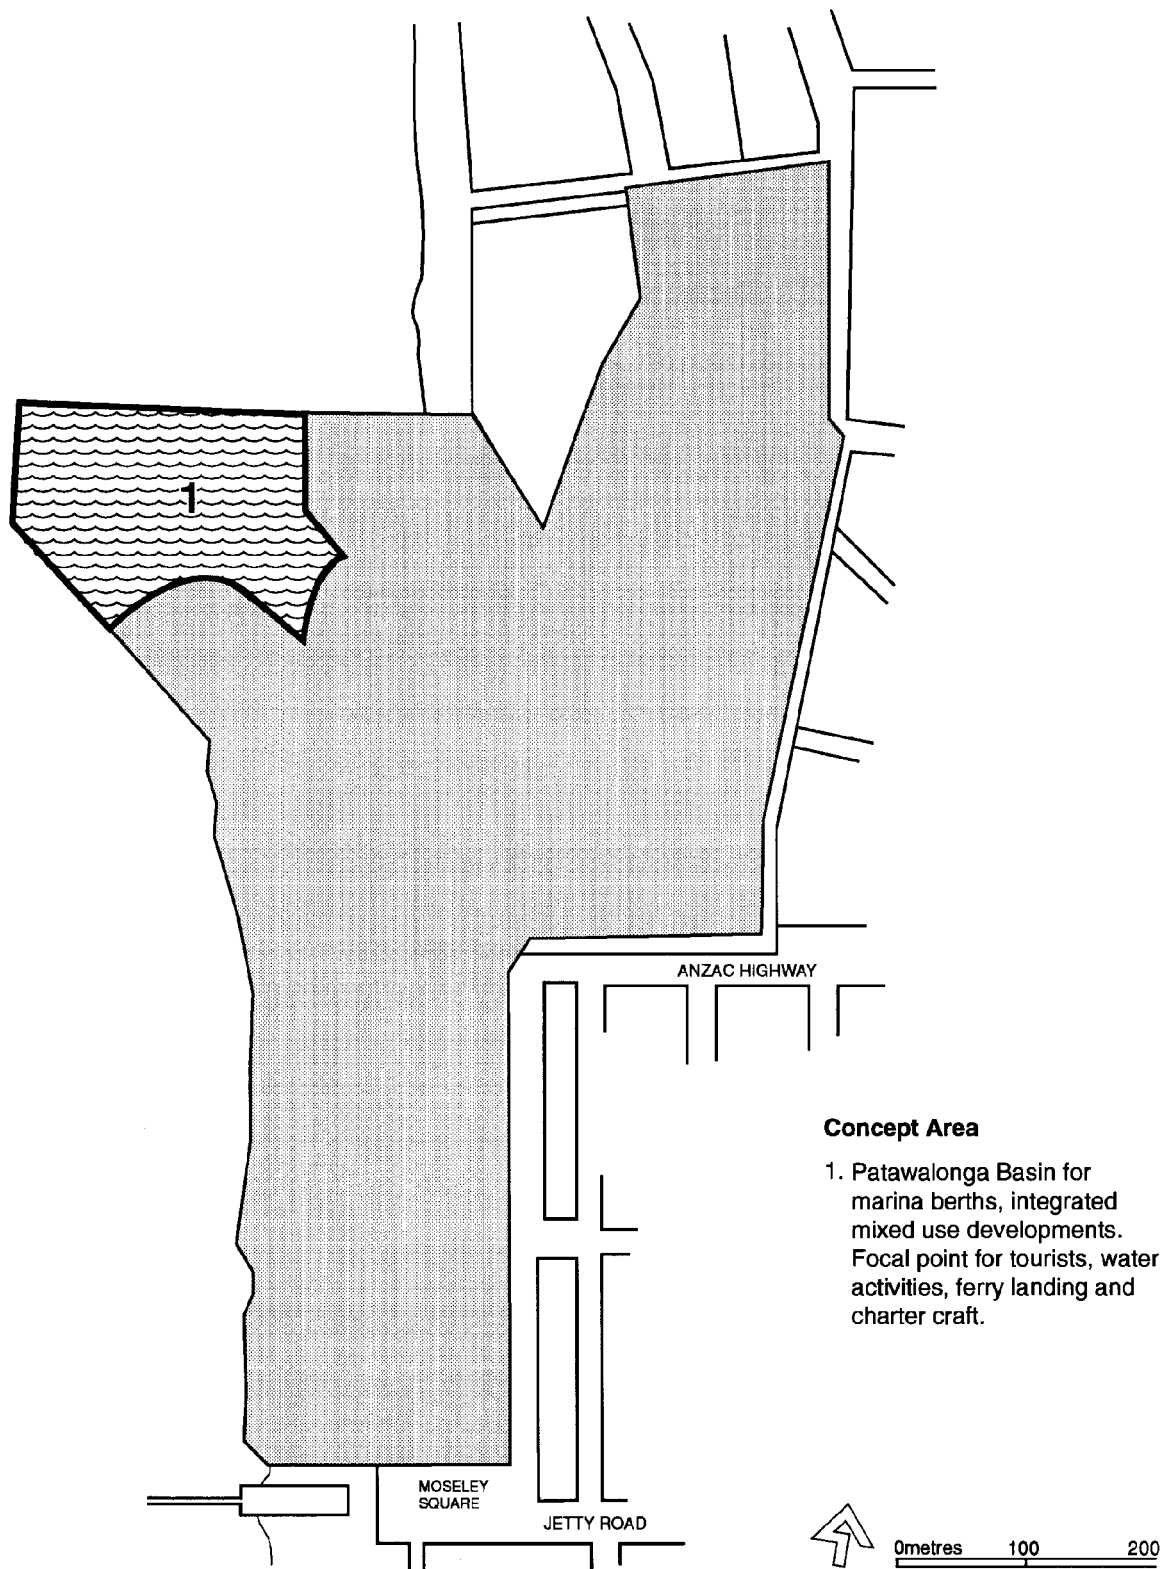 1
ANZAC HIGHWAY
Concept Area
1. Patawalonga Basin for
marina berths, integrated
mixed use developments.
Focal point for tourists, water
activities, ferry landing and
charter craft.
MOSELEY
SQUARE
JETTY ROAD
0metres 100 200